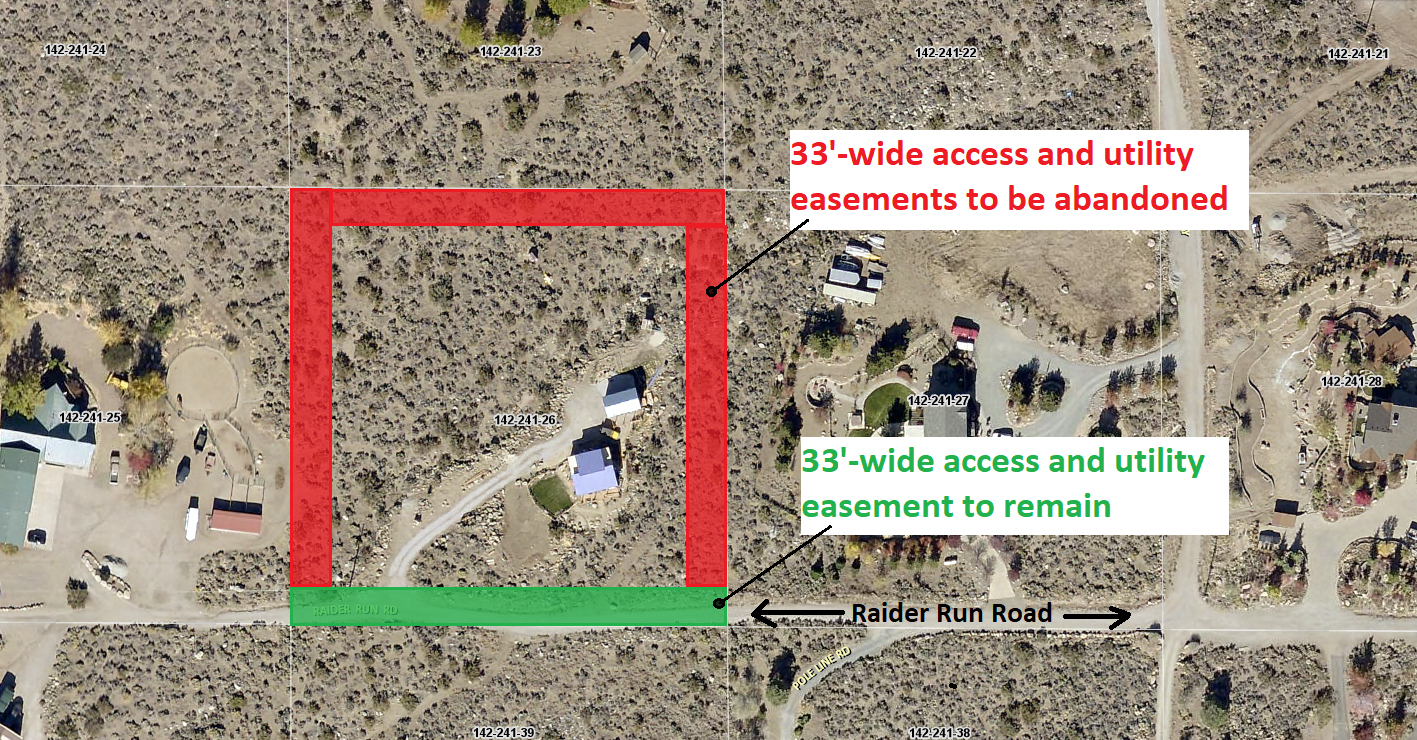 142-241-24
142-241-23
142-241-22
142-241-21
33'-wide access and utility
easements to be abandoned
142-241-25
142-241-26
142-241-27
142-241-28
33'-wide access and utility
easement to remain
RAIDER RUN RD
Raider Run Road
POLE LINE RD
142-241-39
142-241-38